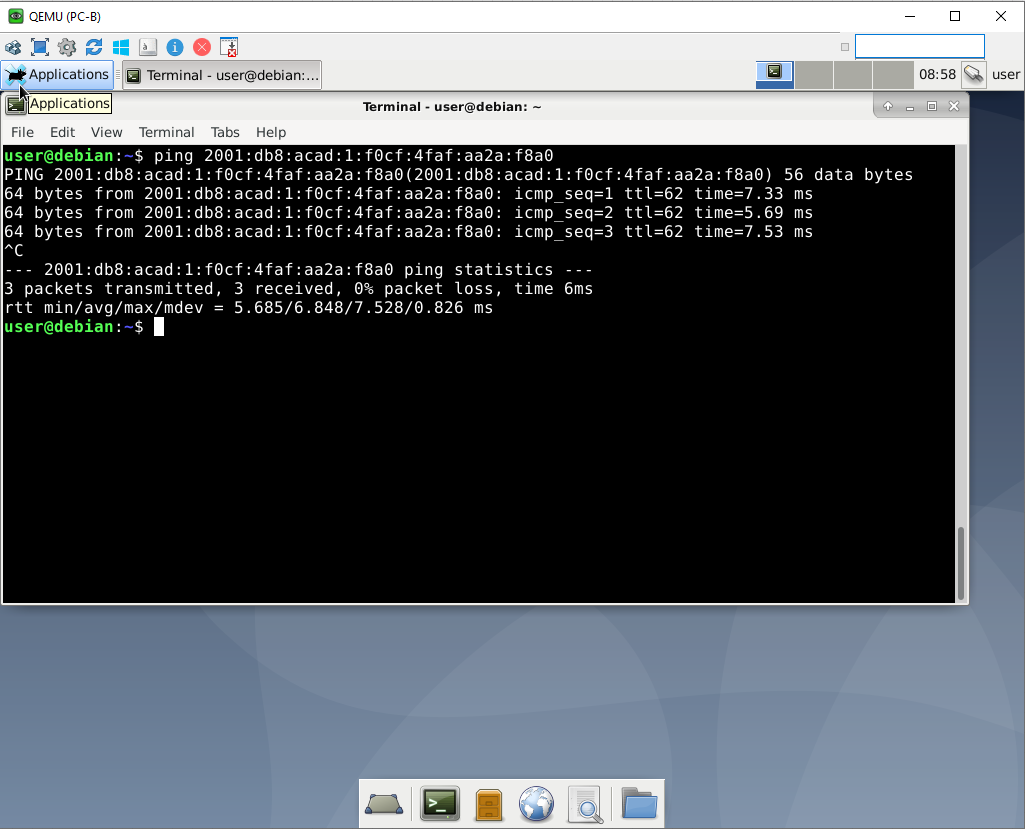 QEMU (PC-B)
Applications
Terminal - user@debian:...
08:58
user
Applications
Terminal - user@debian: ~
File Edit View Terminal Tabs Help
user@debian:~$ ping 2001:db8:acad:1:f0cf:4faf:aa2a:f8a0
PING 2001:db8:acad:1:f0cf:4faf:aa2a:f8a0(2001:db8:acad:1:f0cf:4faf:aa2a:f8a0) 56 data bytes
64 bytes from 2001:db8:acad:1:f0cf:4faf:aa2a:f8a0: icmp_seq=1 ttl=62 time=7.33 ms
64 bytes from 2001:db8:acad:1:f0cf:4faf:aa2a:f8a0: icmp_seq=2 ttl=62 time=5.69 ms
64 bytes from 2001:db8:acad:1:f0cf:4faf:aa2a:f8a0: icmp_seq=3 ttl=62 time=7.53 ms
^C
--- 2001:db8:acad:1:f0cf:4faf:aa2a:f8a0 ping statistics ---
3 packets transmitted, 3 received, 0% packet loss, time 6ms
rtt min/avg/max/mdev = 5.685/6.848/7.528/0.826 ms
user@debian:~$